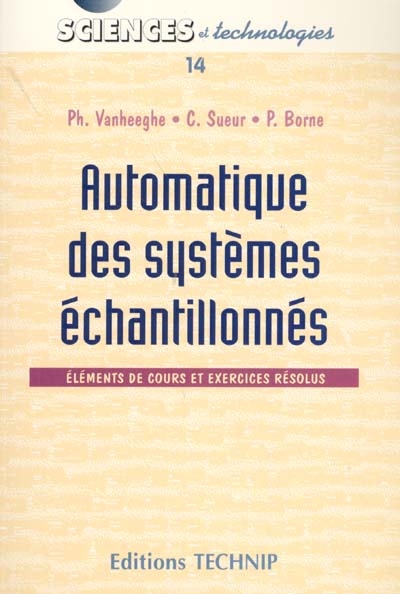 SCIENCES et technologies
14
Ph. Vanheeghe • C. Sueur • P. Borne
Automatique
des systèmes
échantillonnés
ÉLÉMENTS DE COURS ET EXERCICES RÉSOLUS
Editions TECHNIP